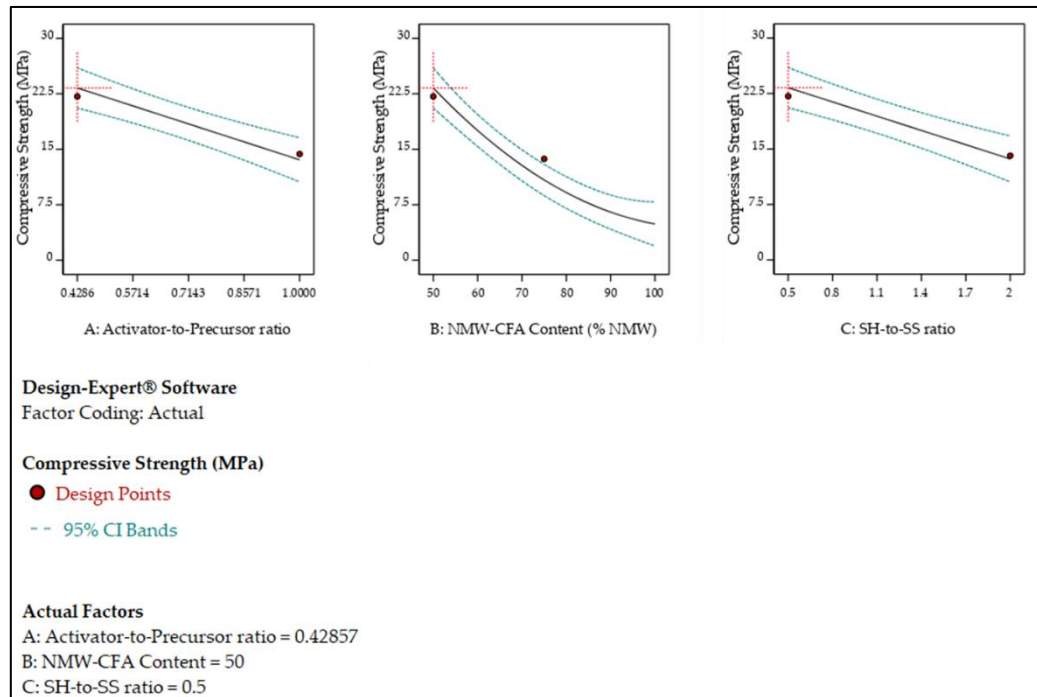 Compressive Strength (MPa)
30
22.5
15
7.5
0
0.4286 0.5714 0.7143 0.8571 1.0000
A: Activator-to-Precursor ratio
Compressive Strength (MPa)
30
22.5
15
7.5
0
50 60 70 80 90 100
B: NMW-CFA Content (% NMW)
Compressive Strength (MPa)
30
22.5
15
7.5
0
0.5 0.8 1.1 1.4 1.7 2
C: SH-to-SS ratio
Design-Expert® Software
Factor Coding: Actual
Compressive Strength (MPa)
Design Points
95% CI Bands
Actual Factors
A: Activator-to-Precursor ratio = 0.42857
B: NMW-CFA Content = 50
C: SH-to-SS ratio = 0.5